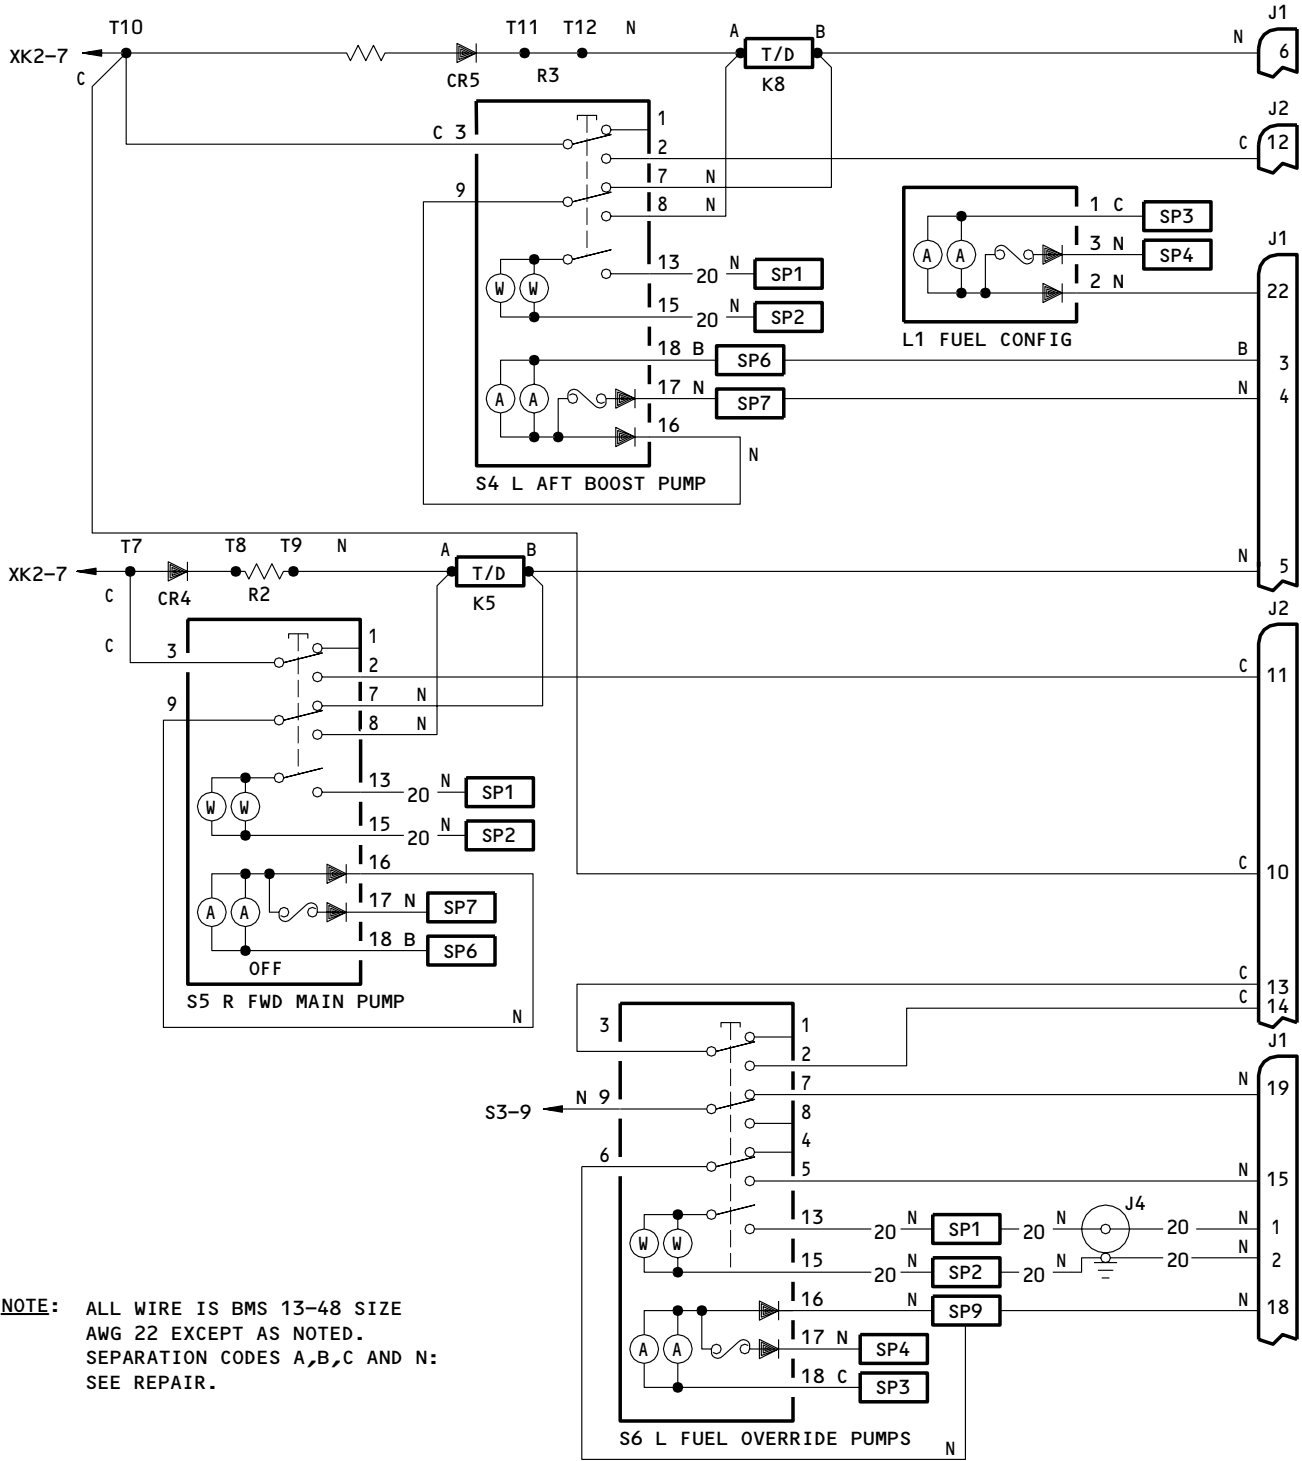 T10 T11 T12 N A B N J1
XK2-7 T/D 6
C CR5 R3 K8
J2
C 3 1 C 12
2
9 7 N
8 N
1 C SP3
J1
3 N SP4
A A
13 20 N SP1
2 N 22
W W
15 20 N SP2
L1 FUEL CONFIG
18 B SP6 B 3
A A 17 N SP7 N 4
16
N
S4 L AFT BOOST PUMP
T7 T8 T9 N A B N
XK2-7 T/D 5
C CR4 R2 K5
J2
C 3 1
2 C 11
9 7 N
8 N
13 20 N SP1
W W
15 20 N SP2
16 C 10
A A 17 N SP7
18 B SP6
OFF C 13
S5 R FWD MAIN PUMP C 14
N
3 1 J1
2
7 N 19
S3-9 N 9
8
4
6
5 N 15
J4
13 20 N SP1 20 N 20 N 1
W W
15 20 N SP2 20 N 20 N 2
16 N SP9 N 18
A A 17 N SP4
18 C SP3
S6 L FUEL OVERRIDE PUMPS N
NOTE: ALL WIRE IS BMS 13-48 SIZE
AWG 22 EXCEPT AS NOTED.
SEPARATION CODES A,B,C AND N:
SEE REPAIR.